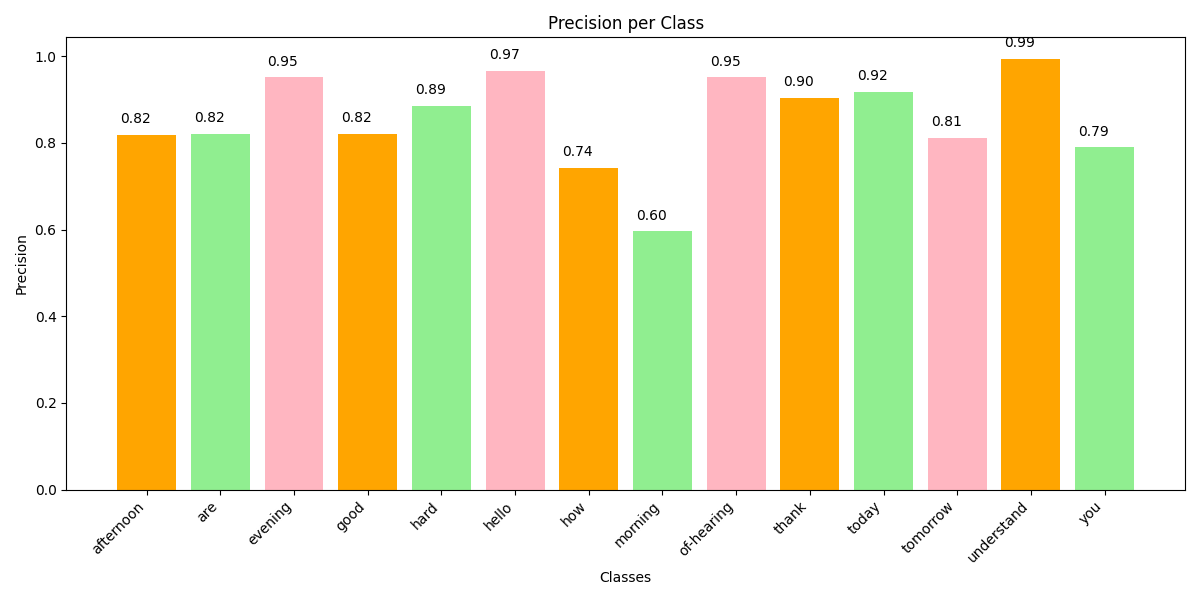 Precision per Class
1.0
0.8
0.6
0.4
0.2
0.0
Precision
0.82
0.82
0.95
0.82
0.89
0.97
0.74
0.60
0.95
0.90
0.92
0.81
0.99
0.79
afternoon
are
evening
good
hard
hello
how
morning
of-hearing
thank
today
tomorrow
understand
you
Classes